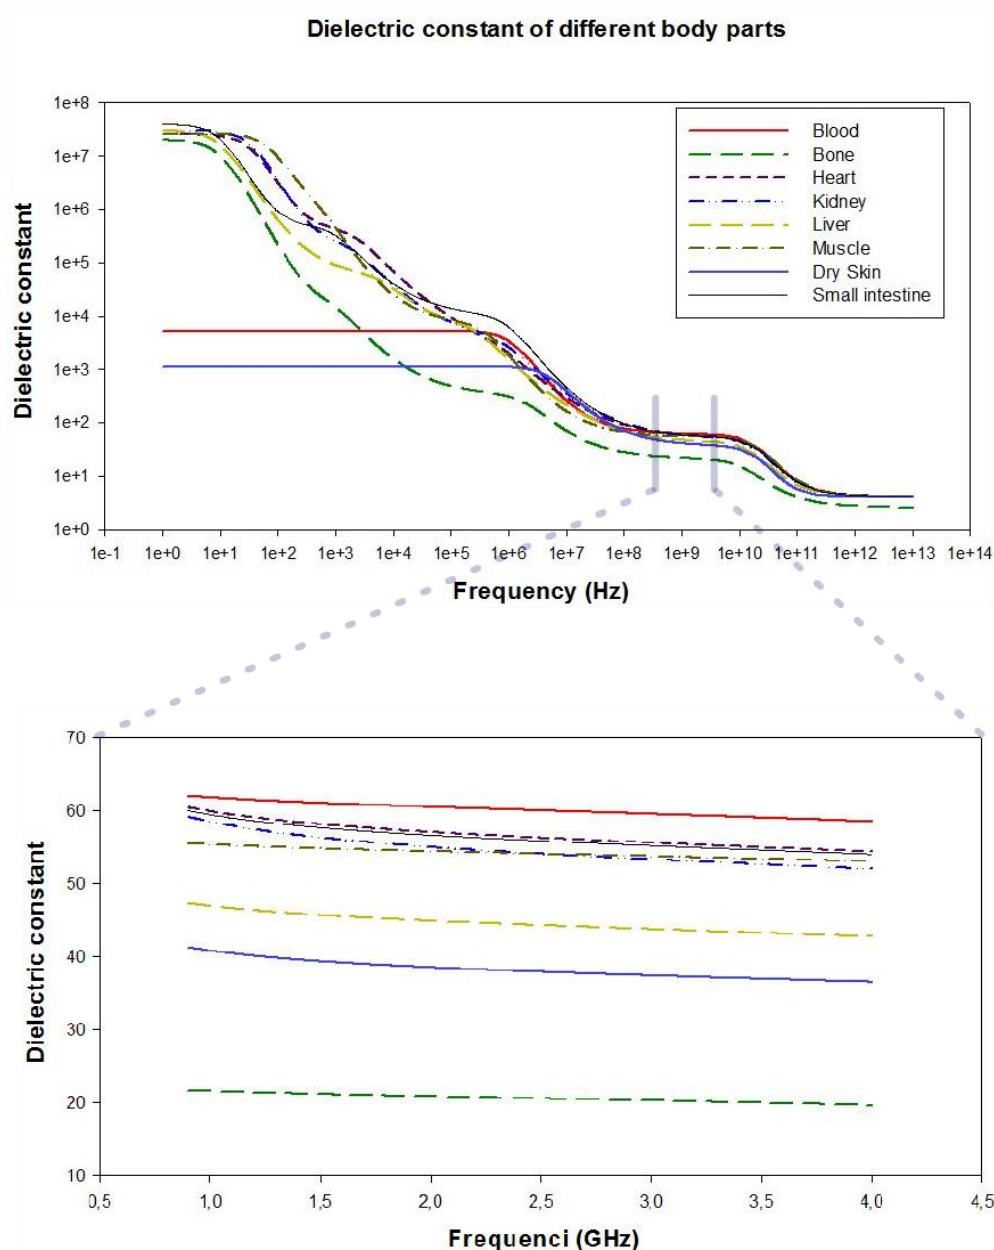 Dielectric constant of different body parts
1e+8
1e+7
1e+6
1e+5
1e+4
1e+3
1e+2
1e+1
1e+0
Dielectric constant
Blood
Bone
Heart
Kidney
Liver
Muscle
Dry Skin
Small intestine
1e-1 1e+0 1e+1 1e+2 1e+3 1e+4 1e+5 1e+6 1e+7 1e+8 1e+9 1e+10 1e+11 1e+12 1e+13 1e+14
Frequency (Hz)
70
60
50
40
30
20
10
Dielectric constant
0,5 1,0 1,5 2,0 2,5 3,0 3,5 4,0 4,5
Frequenci (GHz)